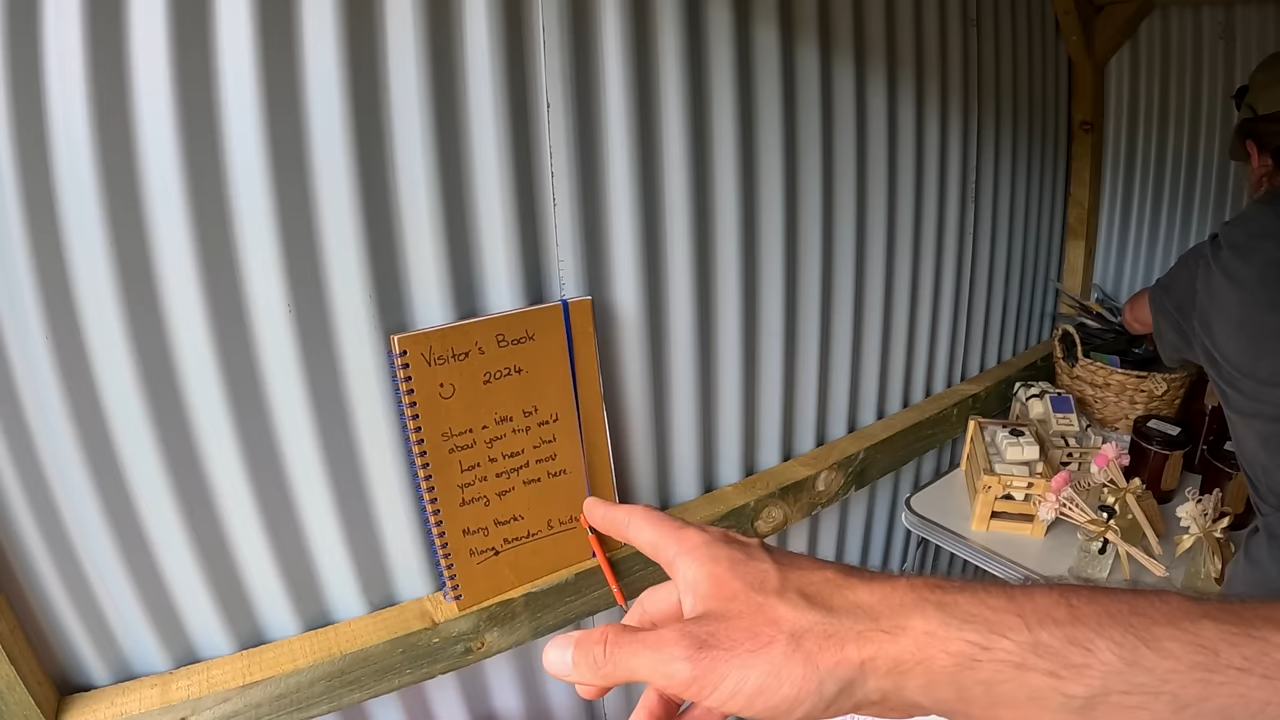 Visitor's Book
2024.
Share a little bit
about your trip we'd
Love to hear what
you've enjoyed most
during your time here.
Many thanks
Alana, Brendan & kids